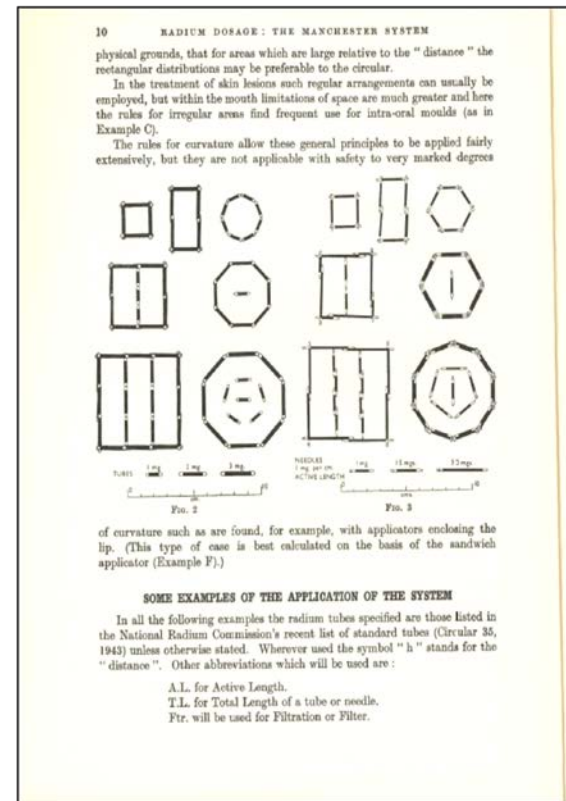 10 RADIUM DOSAGE : THE MANCHESTER SYSTEM
physical grounds, that for areas which are large relative to the “ distance ” the
rectangular distributions may be preferable to the circular.
In the treatment of skin lesions such regular arrangements can usually be
employed, but within the mouth limitations of space are much greater and here
the rules for irregular areas find frequent use for intra-oral moulds (as in
Example C).
The rules for curvature allow these general principles to be applied fairly
extensively, but they are not applicable with safety to very marked degrees
TUBES 1 mg 2 mg 3 mg
cm
FIG. 2
NEEDLES
1 mg per cm
ACTIVE LENGTH
1 mg
cms
FIG. 3
of curvature such as are found, for example, with applicators enclosing the
lip. (This type of case is best calculated on the basis of the sandwich
applicator (Example F).)
SOME EXAMPLES OF THE APPLICATION OF THE SYSTEM
In all the following examples the radium tubes specified are those listed in
the National Radium Commission’s recent list of standard tubes (Circular 35,
1943) unless otherwise stated. Wherever used the symbol “ h ” stands for the
“ distance ”. Other abbreviations which will be used are :
A.L. for Active Length.
T.L. for Total Length of a tube or needle.
Ftr. will be used for Filtration or Filter.